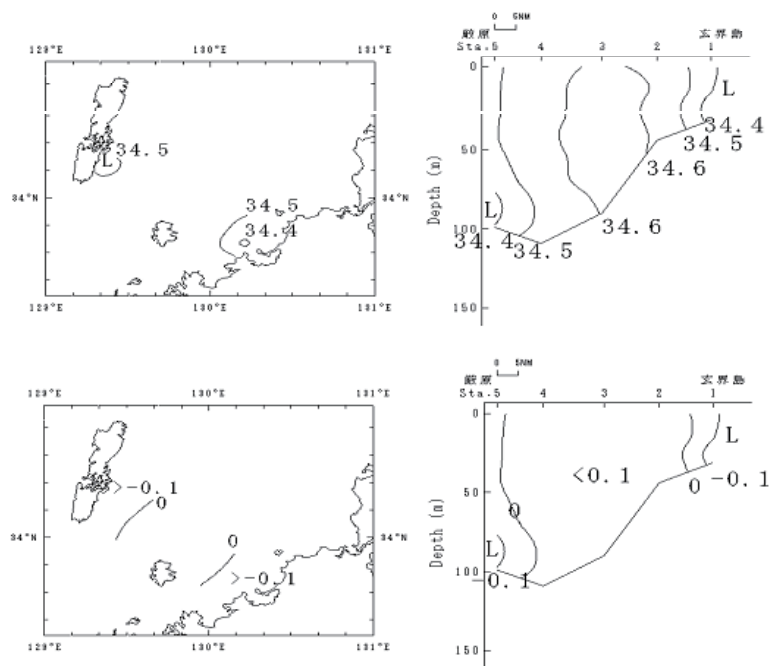 0 5NM
厳原 玄界島
Sta.5 4 3 2 1
129°E 130°E 131°E
34.5
L
34°N
34.5
34.4
129°E 130°E 131°E
0
50
100
150
Depth (m)
L
L
34.4
34.5
34.6
34.6
34.4
34.5
0 5NM
厳原 玄界島
Sta.5 4 3 2 1
129°E 130°E 131°E
>-0.1
0
34°N
0
>-0.1
129°E 130°E 131°E
0
50
100
150
Depth (m)
L
<0.1
0 -0.1
0
L
-0.1